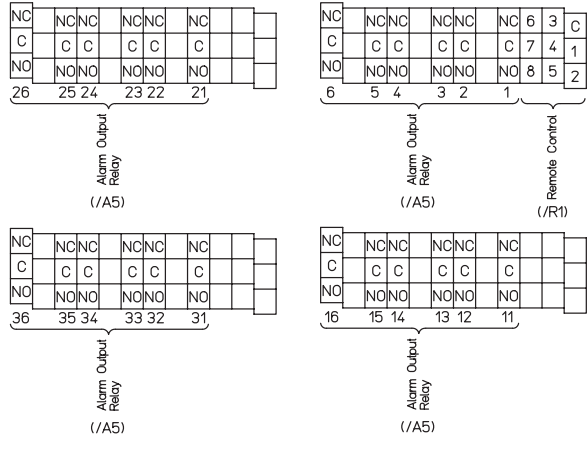 NC NC NC NC NC NC
C C C C C C
NO NO NO NO NO NO
26 25 24 23 22 21
Alarm Output
Relay
(/A5)
NC NC NC NC NC NC 6 3 C
C C C C C C 7 4 1
NO NO NO NO NO NO 8 5 2
6 5 4 3 2 1
Alarm Output
Relay
(/A5)
Remote Control
(/R1)
NC NC NC NC NC NC
C C C C C C
NO NO NO NO NO NO
36 35 34 33 32 31
Alarm Output
Relay
(/A5)
NC NC NC NC NC NC
C C C C C C
NO NO NO NO NO NO
16 15 14 13 12 11
Alarm Output
Relay
(/A5)